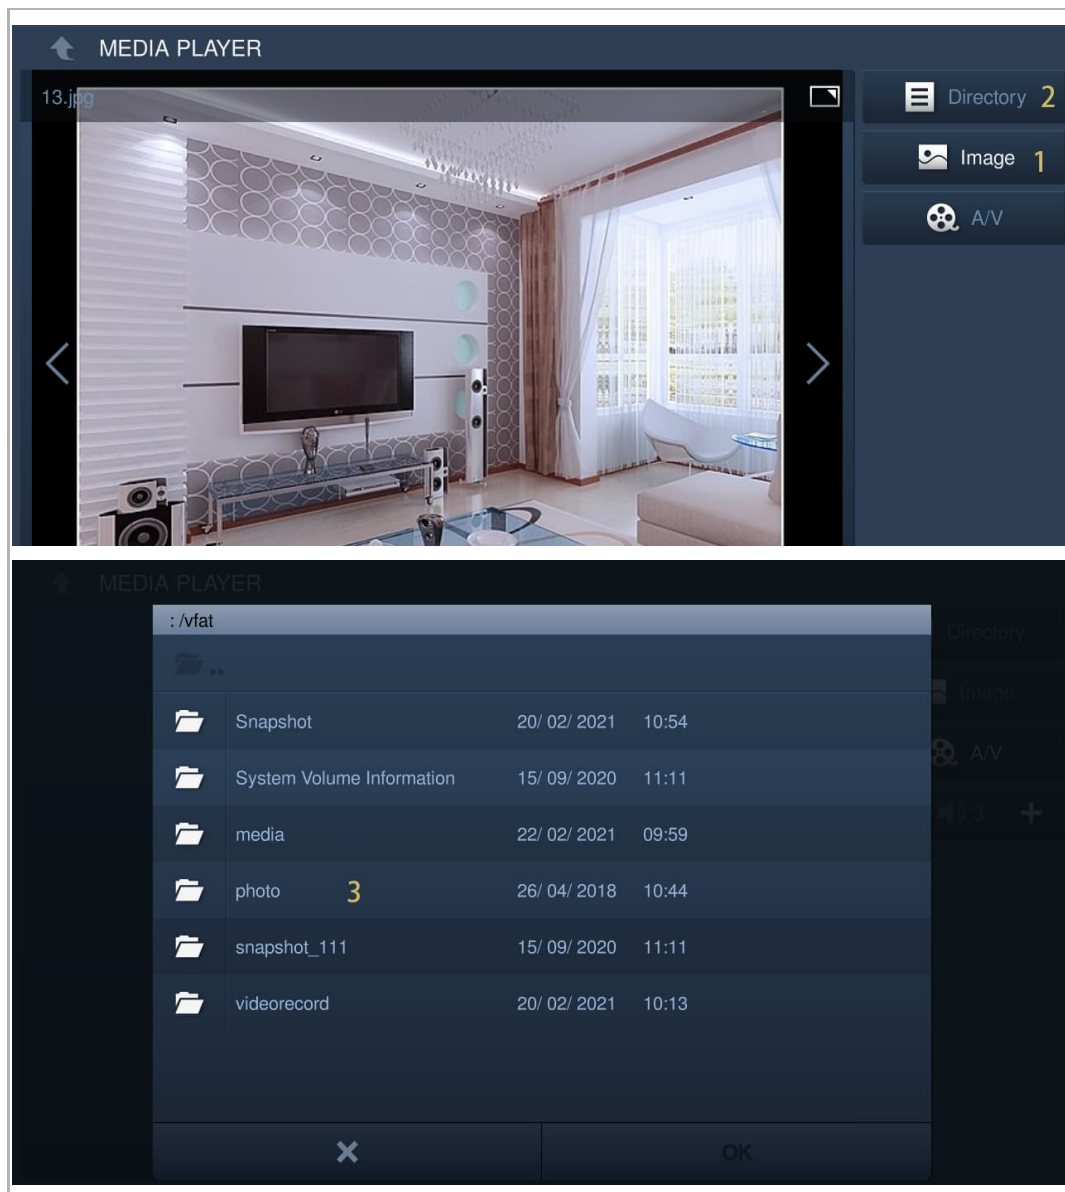 MEDIA PLAYER
13.jpg
Directory 2
Image 1
A/V
MEDIA PLAYER
: /vfat
Directory
..
Image
Snapshot 20/ 02/ 2021 10:54
A/V
System Volume Information 15/ 09/ 2020 11:11
3 +
media 22/ 02/ 2021 09:59
photo 3 26/ 04/ 2018 10:44
snapshot_111 15/ 09/ 2020 11:11
videorecord 20/ 02/ 2021 10:13
OK